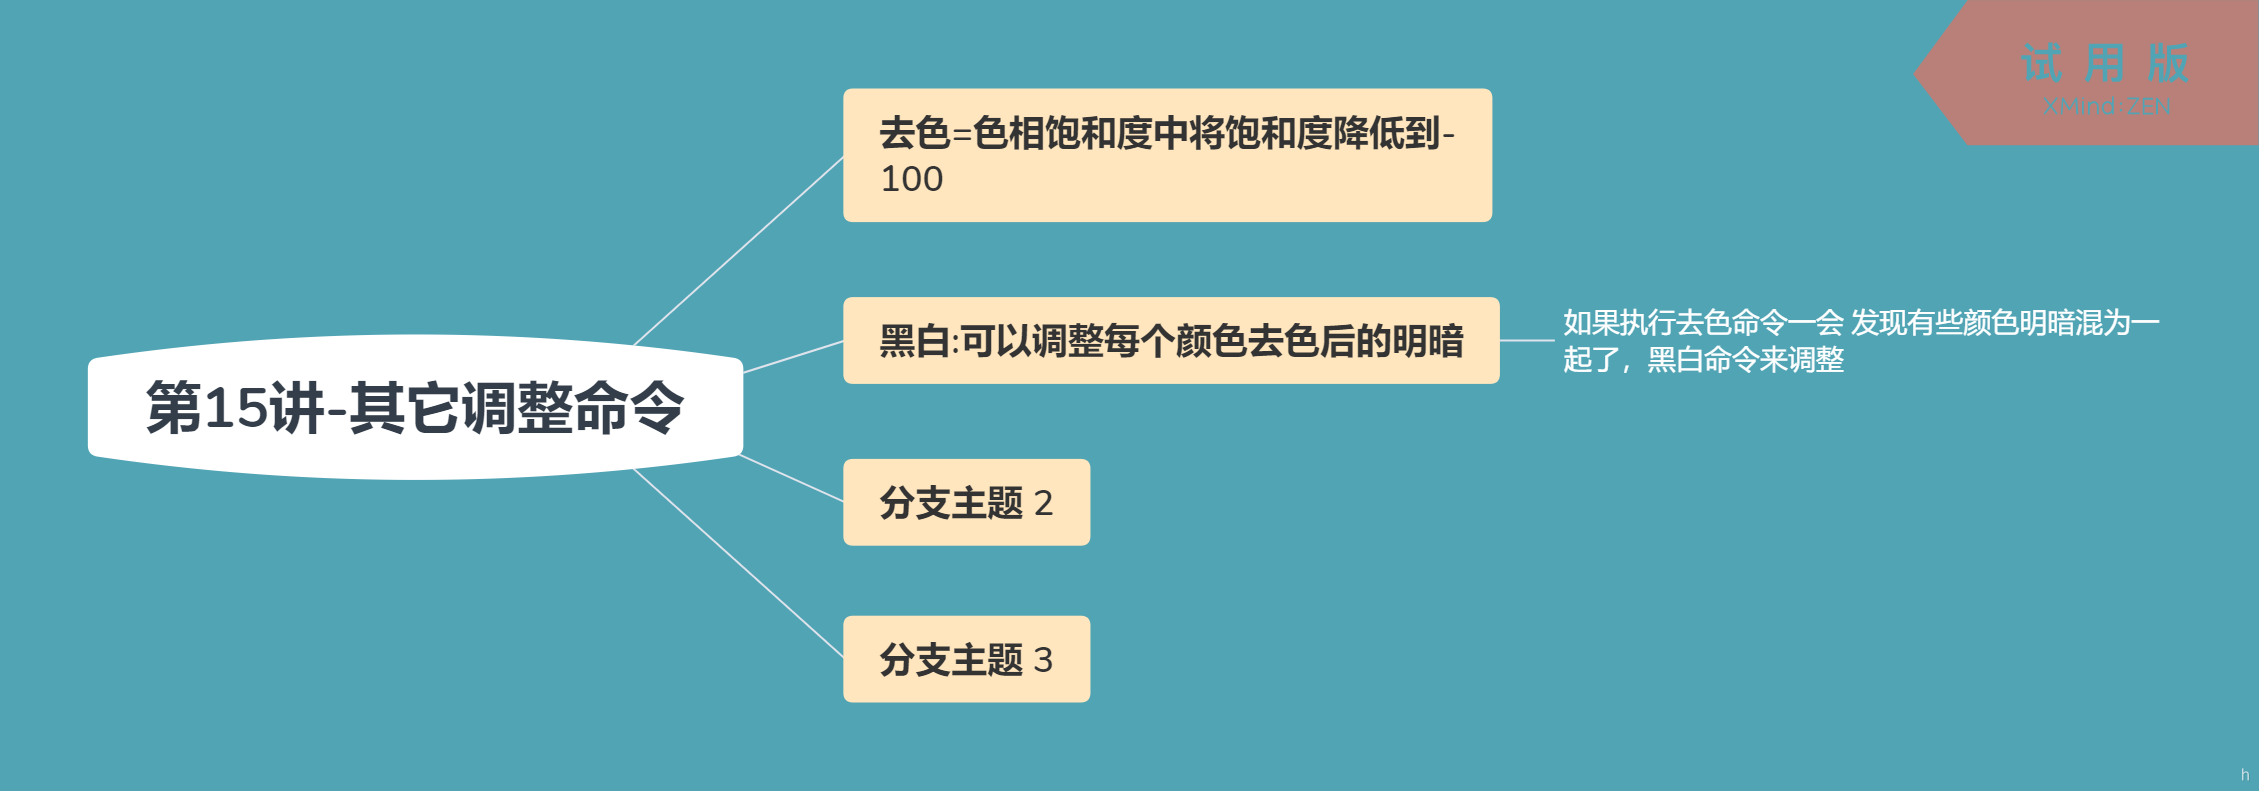 试 用 版
XMind:ZEN
去色=色相饱和度中将饱和度降低到-
100
黑白:可以调整每个颜色去色后的明暗
如果执行去色命令一会 发现有些颜色明暗混为一
起了，黑白命令来调整
第15讲-其它调整命令
分支主题 2
分支主题 3
h